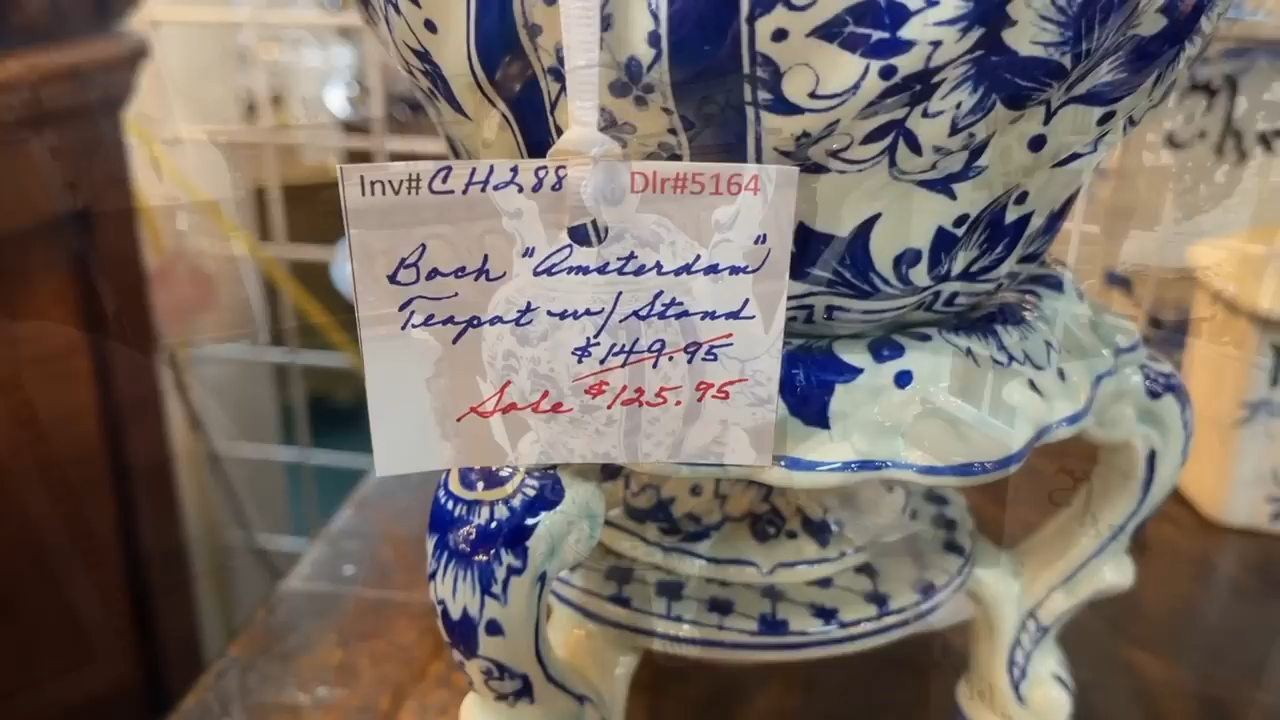 Inv# CH288 Dlr#5164
Boch "Amsterdam"
Teapot w/ Stand
$149.95
Sale $125.95